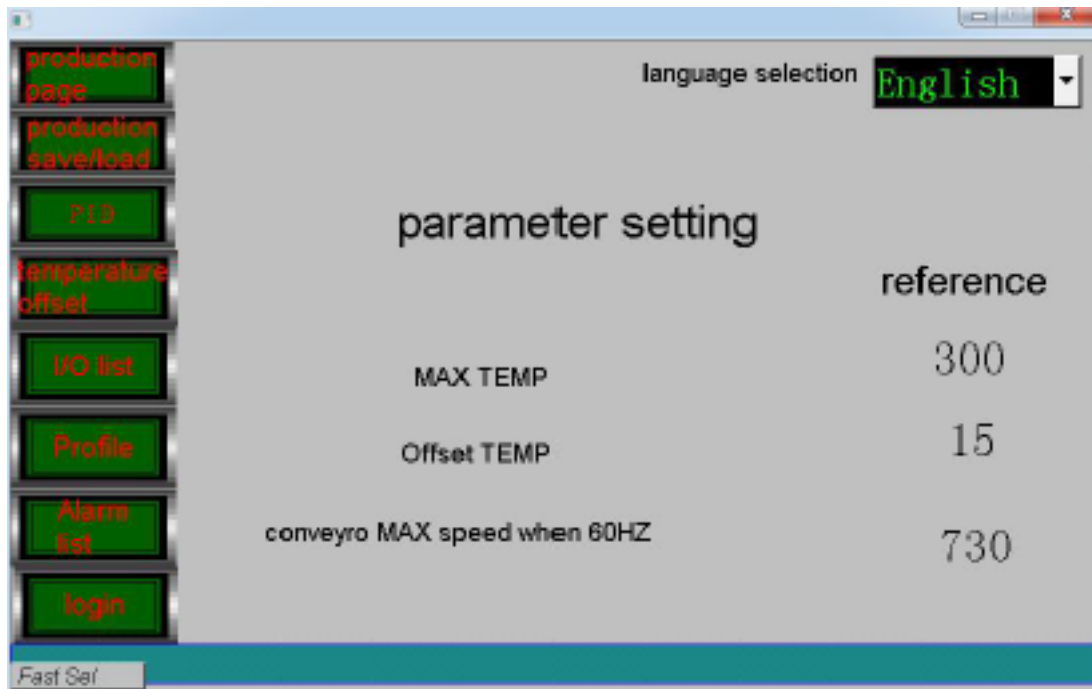 production
page
production
save/load
PID
temperature
offset
I/O list
Profile
Alarm
list
login
language selection English
parameter setting
reference
MAX TEMP 300
Offset TEMP 15
conveyro MAX speed when 60HZ 730
Fast Set